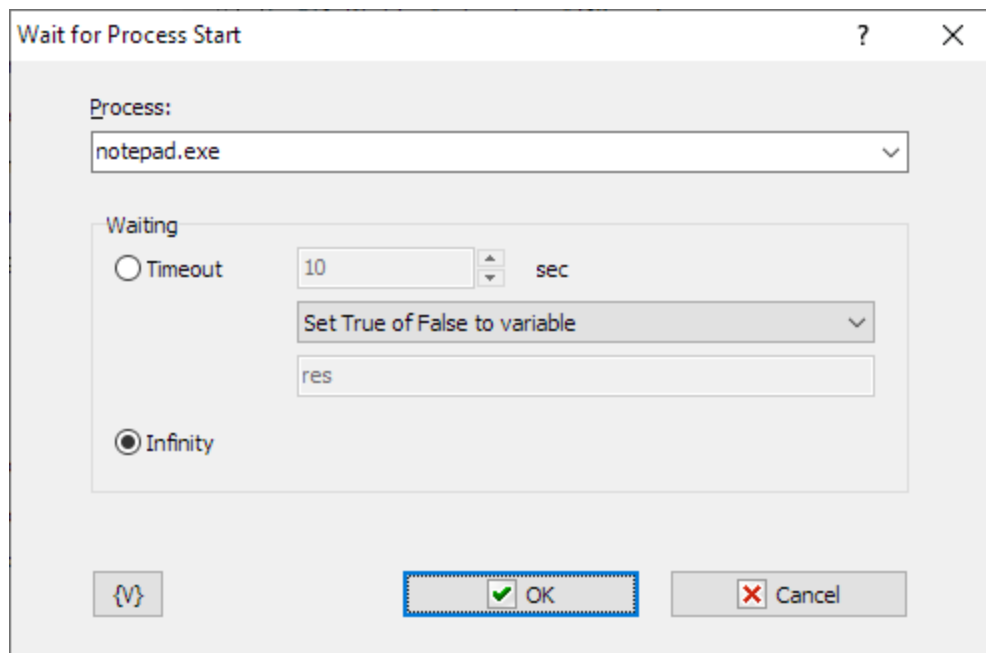 Wait for Process Start ?
Process:
notepad.exe
Waiting
Timeout 10 sec
Set True of False to variable
res
Infinity
{V} OK Cancel